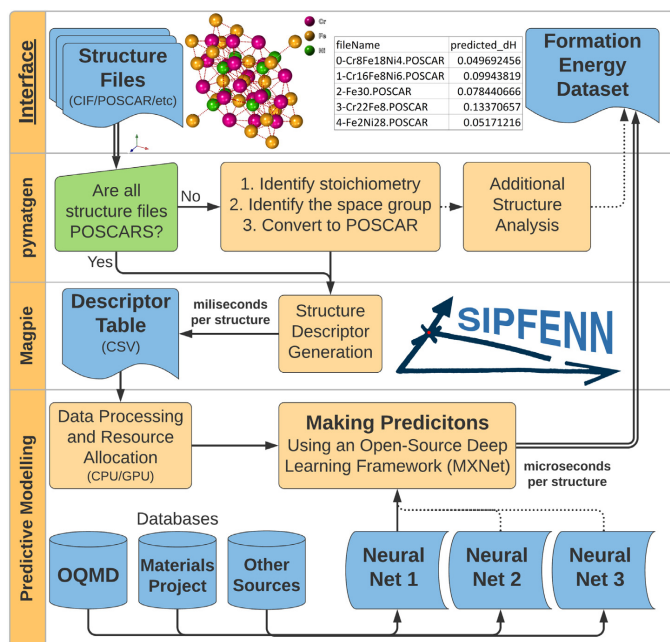 Interface
Structure
Files
(CIF/POSCAR/etc)
Cr
Fe
Ni
fileName predicted_dH
0-Cr8Fe18Ni4.POSCAR 0.049692456
1-Cr16Fe8Ni6.POSCAR 0.09943819
2-Fe30.POSCAR 0.078440666
3-Cr22Fe8.POSCAR 0.13370657
4-Fe2Ni28.POSCAR 0.05171216
Formation
Energy
Dataset
pymatgen
Are all
structure files
POSCARS?
No
Yes
1. Identify stoichiometry
2. Identify the space group
3. Convert to POSCAR
Additional
Structure
Analysis
Magpie
Descriptor
Table
(CSV)
miliseconds
per structure
Structure
Descriptor
Generation
SIPFENN
Predictive Modelling
Data Processing
and Resource
Allocation
(CPU/GPU)
Making Predicitons
Using an Open-Source Deep
Learning Framework (MXNet)
microseconds
per structure
Databases
OQMD
Materials
Project
Other
Sources
Neural
Net 1
Neural
Net 2
Neural
Net 3